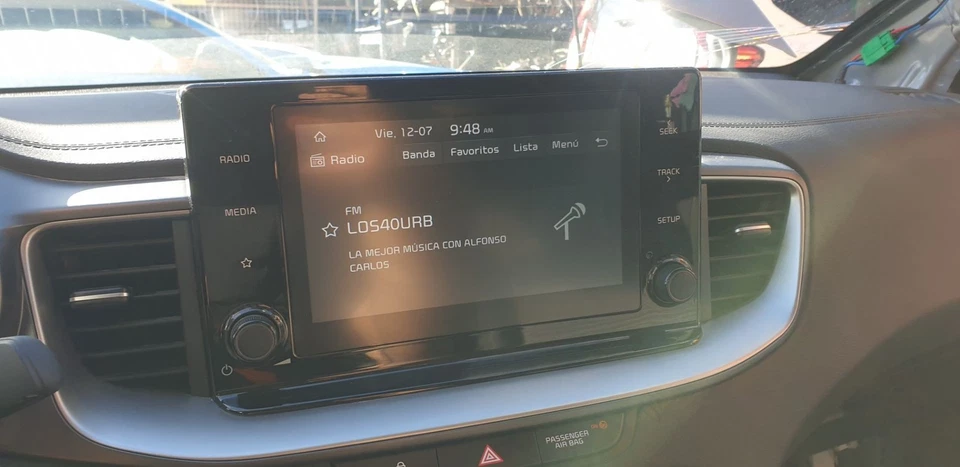 Vie, 12-07 9:48 AM
Radio Banda Favoritos Lista Menú
FM
LOS40URB
LA MEJOR MÚSICA CON ALFONSO
CARLOS
RADIO
MEDIA
SEEK
TRACK
SETUP
PASSENGER
AIR BAG